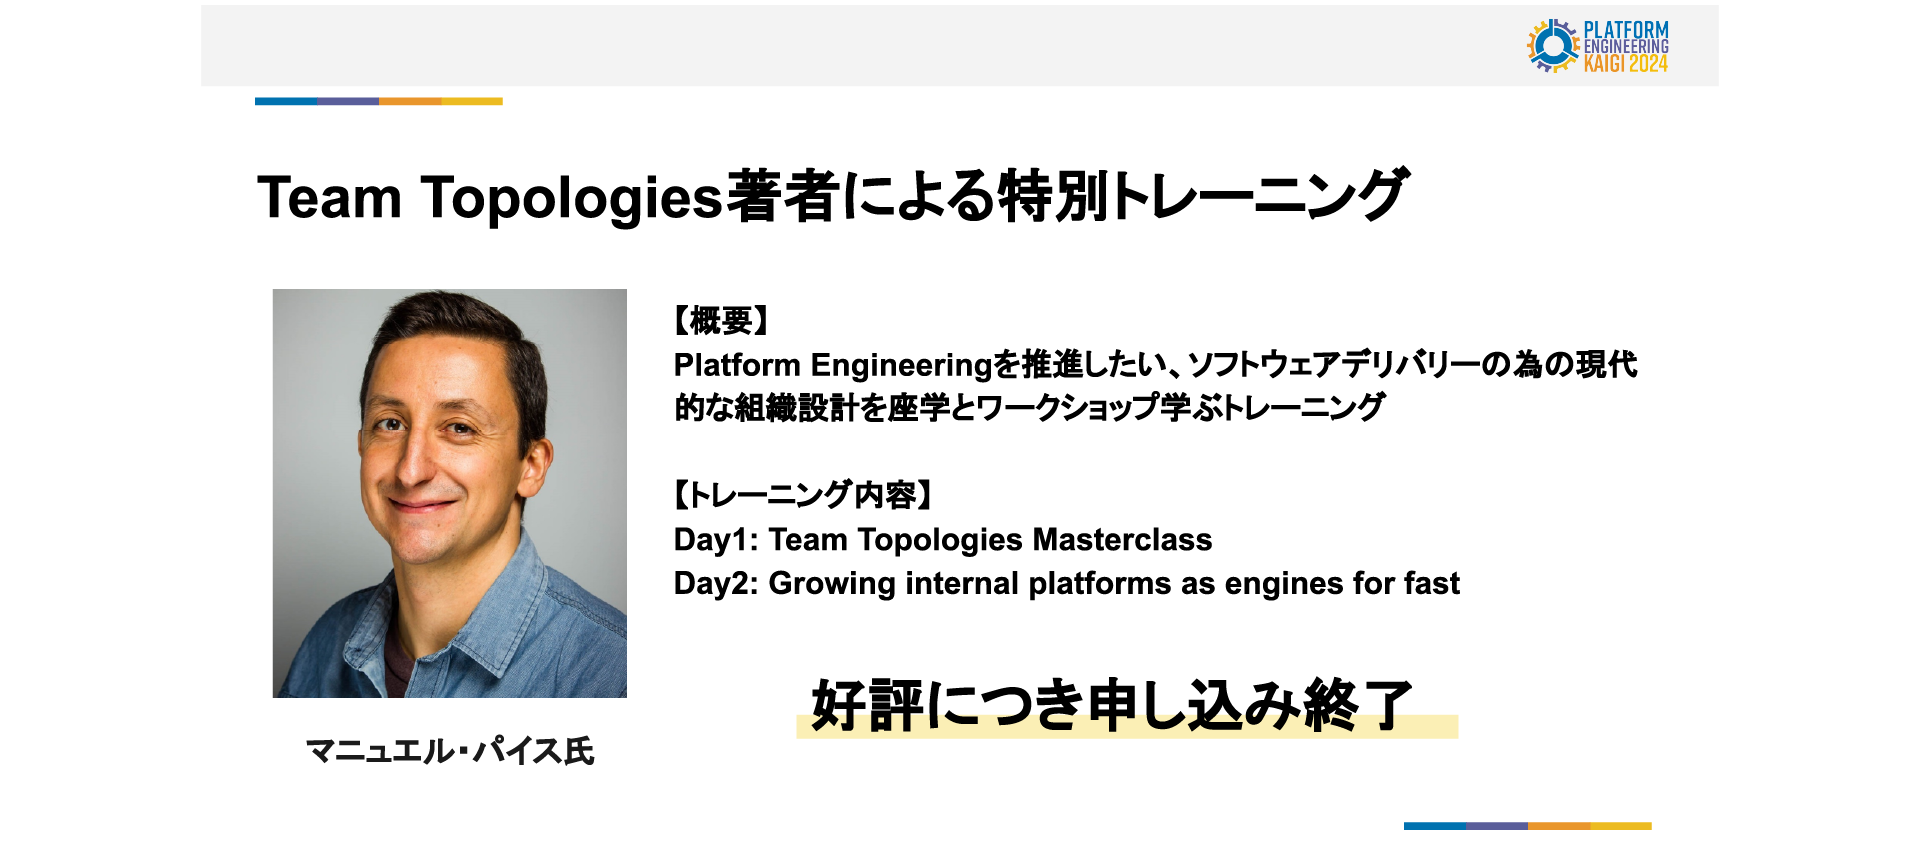 PLATFORM
ENGINEERING
KAIGI 2024
Team Topologies著者による特別トレーニング
【概要】
Platform Engineeringを推進したい、ソフトウェアデリバリーの為の現代
的な組織設計を座学とワークショップ学ぶトレーニング
【トレーニング内容】
Day1: Team Topologies Masterclass
Day2: Growing internal platforms as engines for fast
好評につき申し込み終了
マニュエル・パイス氏